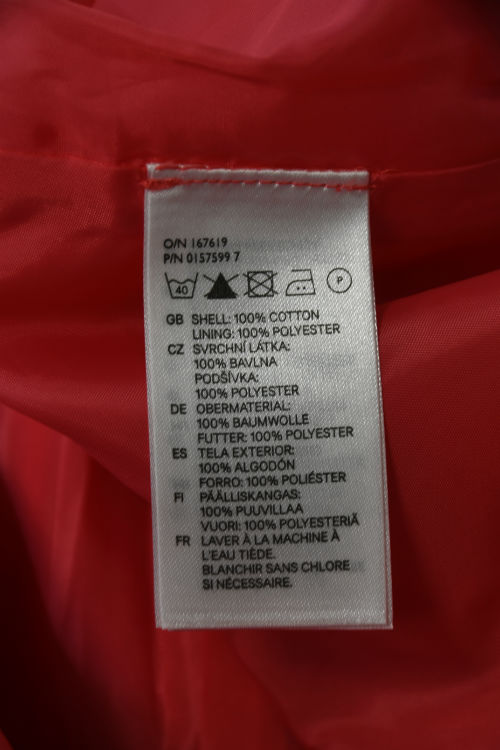 O/N 167619
P/N 0157599 7
40 P
GB SHELL: 100% COTTON
LINING: 100% POLYESTER
CZ SVRCHNÍ LÁTKA:
100% BAVLNA
PODŠÍVKA:
100% POLYESTER
DE OBERMATERIAL:
100% BAUMWOLLE
FUTTER: 100% POLYESTER
ES TELA EXTERIOR:
100% ALGODÓN
FORRO: 100% POLIÉSTER
FI PÄÄLLISKANGAS:
100% PUUVILLAA
VUORI: 100% POLYESTERIÄ
FR LAVER À LA MACHINE À
L'EAU TIÈDE.
BLANCHIR SANS CHLORE
SI NÉCESSAIRE.